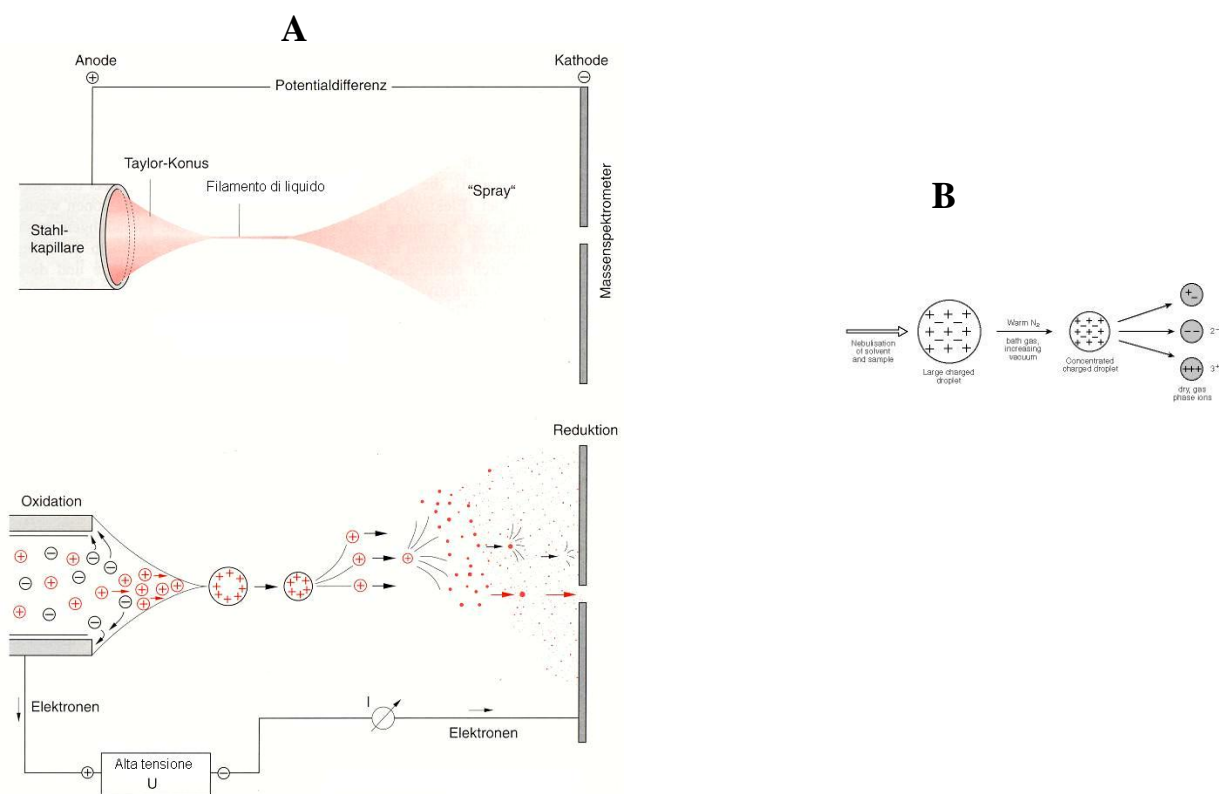 A
Anode
Kathode
+
−
Potentialdifferenz
Taylor-Konus
Filamento di liquido
"Spray"
Stahl-
kapillare
Massenspektrometer
Reduktion
Oxidation
Elektronen
I
Elektronen
+
Alta tensione
U
−
B
Nebulisation
of solvent
and sample
Large charged
droplet
Warm N2
bath gas,
increasing
vacuum
Concentrated
charged droplet
2−
3+
dry, gas
phase ions